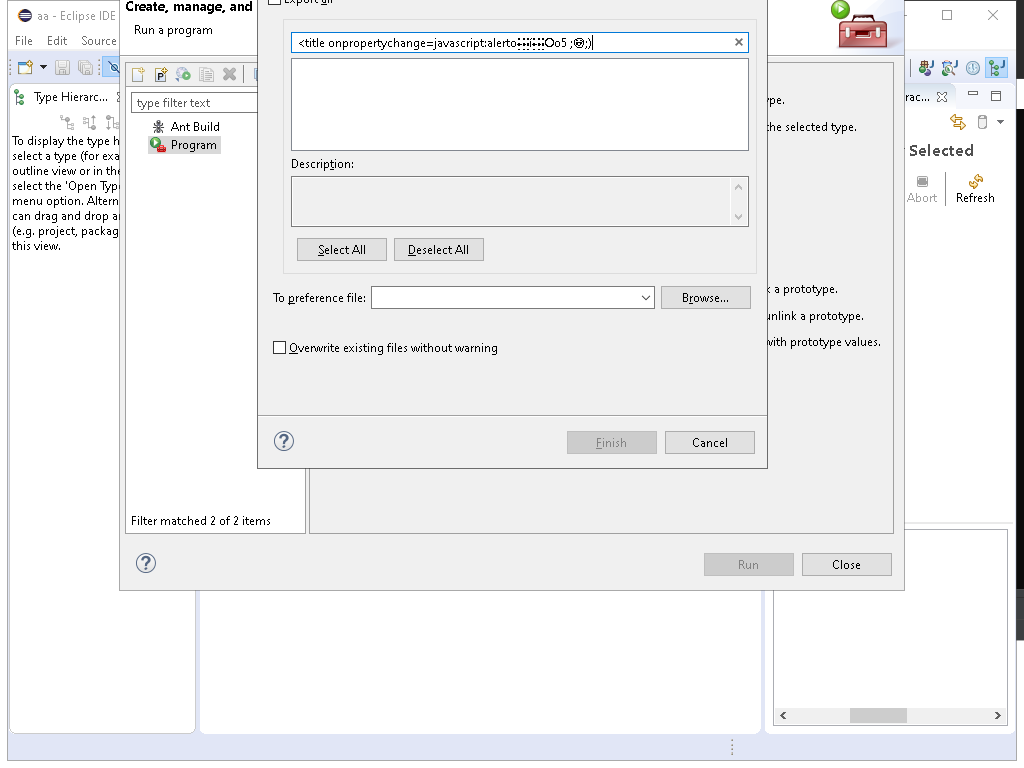 aa - Eclipse IDE
File Edit Source
Type Hierarc...
To display the type h
select a type (for exa
outline view or in the
select the 'Open Typ
menu option. Altern
can drag and drop a
(e.g. project, packag
this view.
Create, manage, and
Run a program
type filter text
Ant Build
Program
Filter matched 2 of 2 items
Export all
<title onpropertychange=javascript:alerto
Description:
Select All
Deselect All
To preference file:
Browse...
Overwrite existing files without warning
Finish
Cancel
ype.
the selected type.
k a prototype.
unlink a prototype.
with prototype values.
Run
Close
rac...
Selected
Abort
Refresh